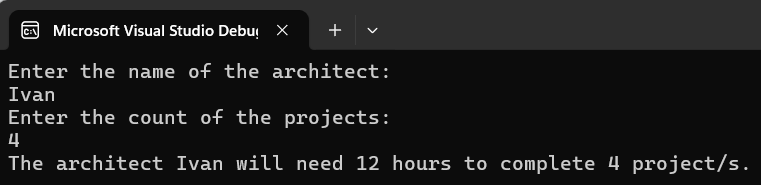 Microsoft Visual Studio Debug
Enter the name of the architect:
Ivan
Enter the count of the projects:
4
The architect Ivan will need 12 hours to complete 4 project/s.